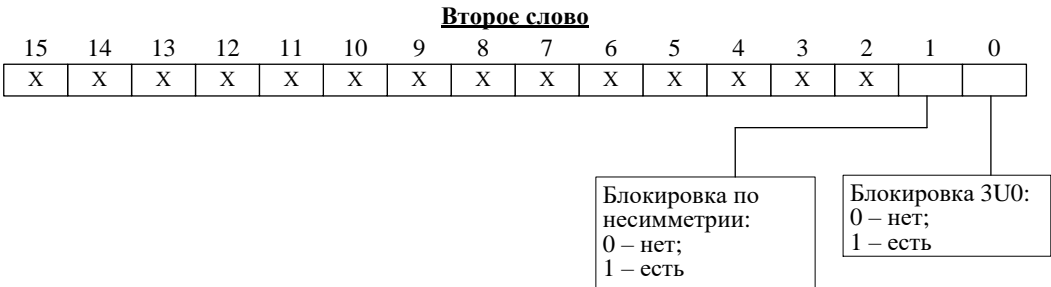 Второе слово
15 14 13 12 11 10 9 8 7 6 5 4 3 2 1 0
X X X X X X X X X X X X X X
Блокировка по
несимметрии:
0 – нет;
1 – есть
Блокировка 3U0:
0 – нет;
1 – есть